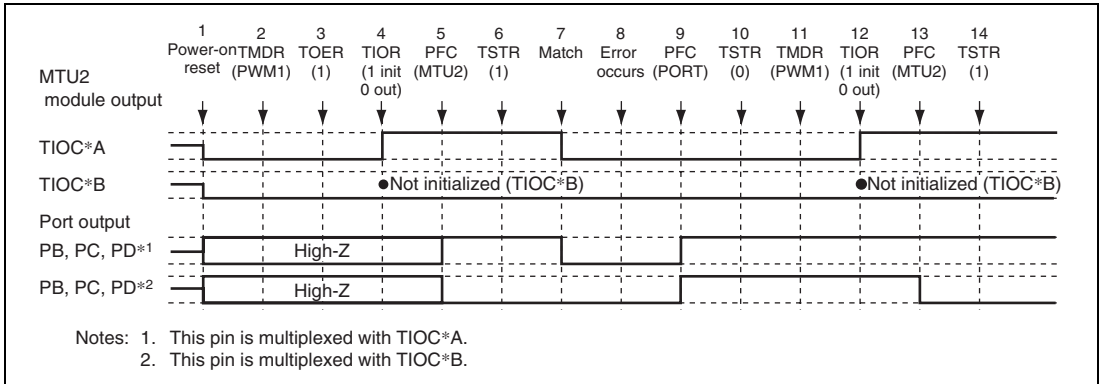 1 2 3 4 5 6 7 8 9 10 11 12 13 14
Power-on TMDR TOER TIOR PFC TSTR Match Error PFC TSTR TMDR TIOR PFC TSTR
reset (PWM1) (1) (1 init (MTU2) (1) occurs (PORT) (0) (PWM1) (1 init (MTU2) (1)
0 out) 0 out)
MTU2
module output
TIOC*A
TIOC*B ●Not initialized (TIOC*B) ●Not initialized (TIOC*B)
Port output
PB, PC, PD*1 High-Z
PB, PC, PD*2 High-Z
Notes: 1. This pin is multiplexed with TIOC*A.
2. This pin is multiplexed with TIOC*B.